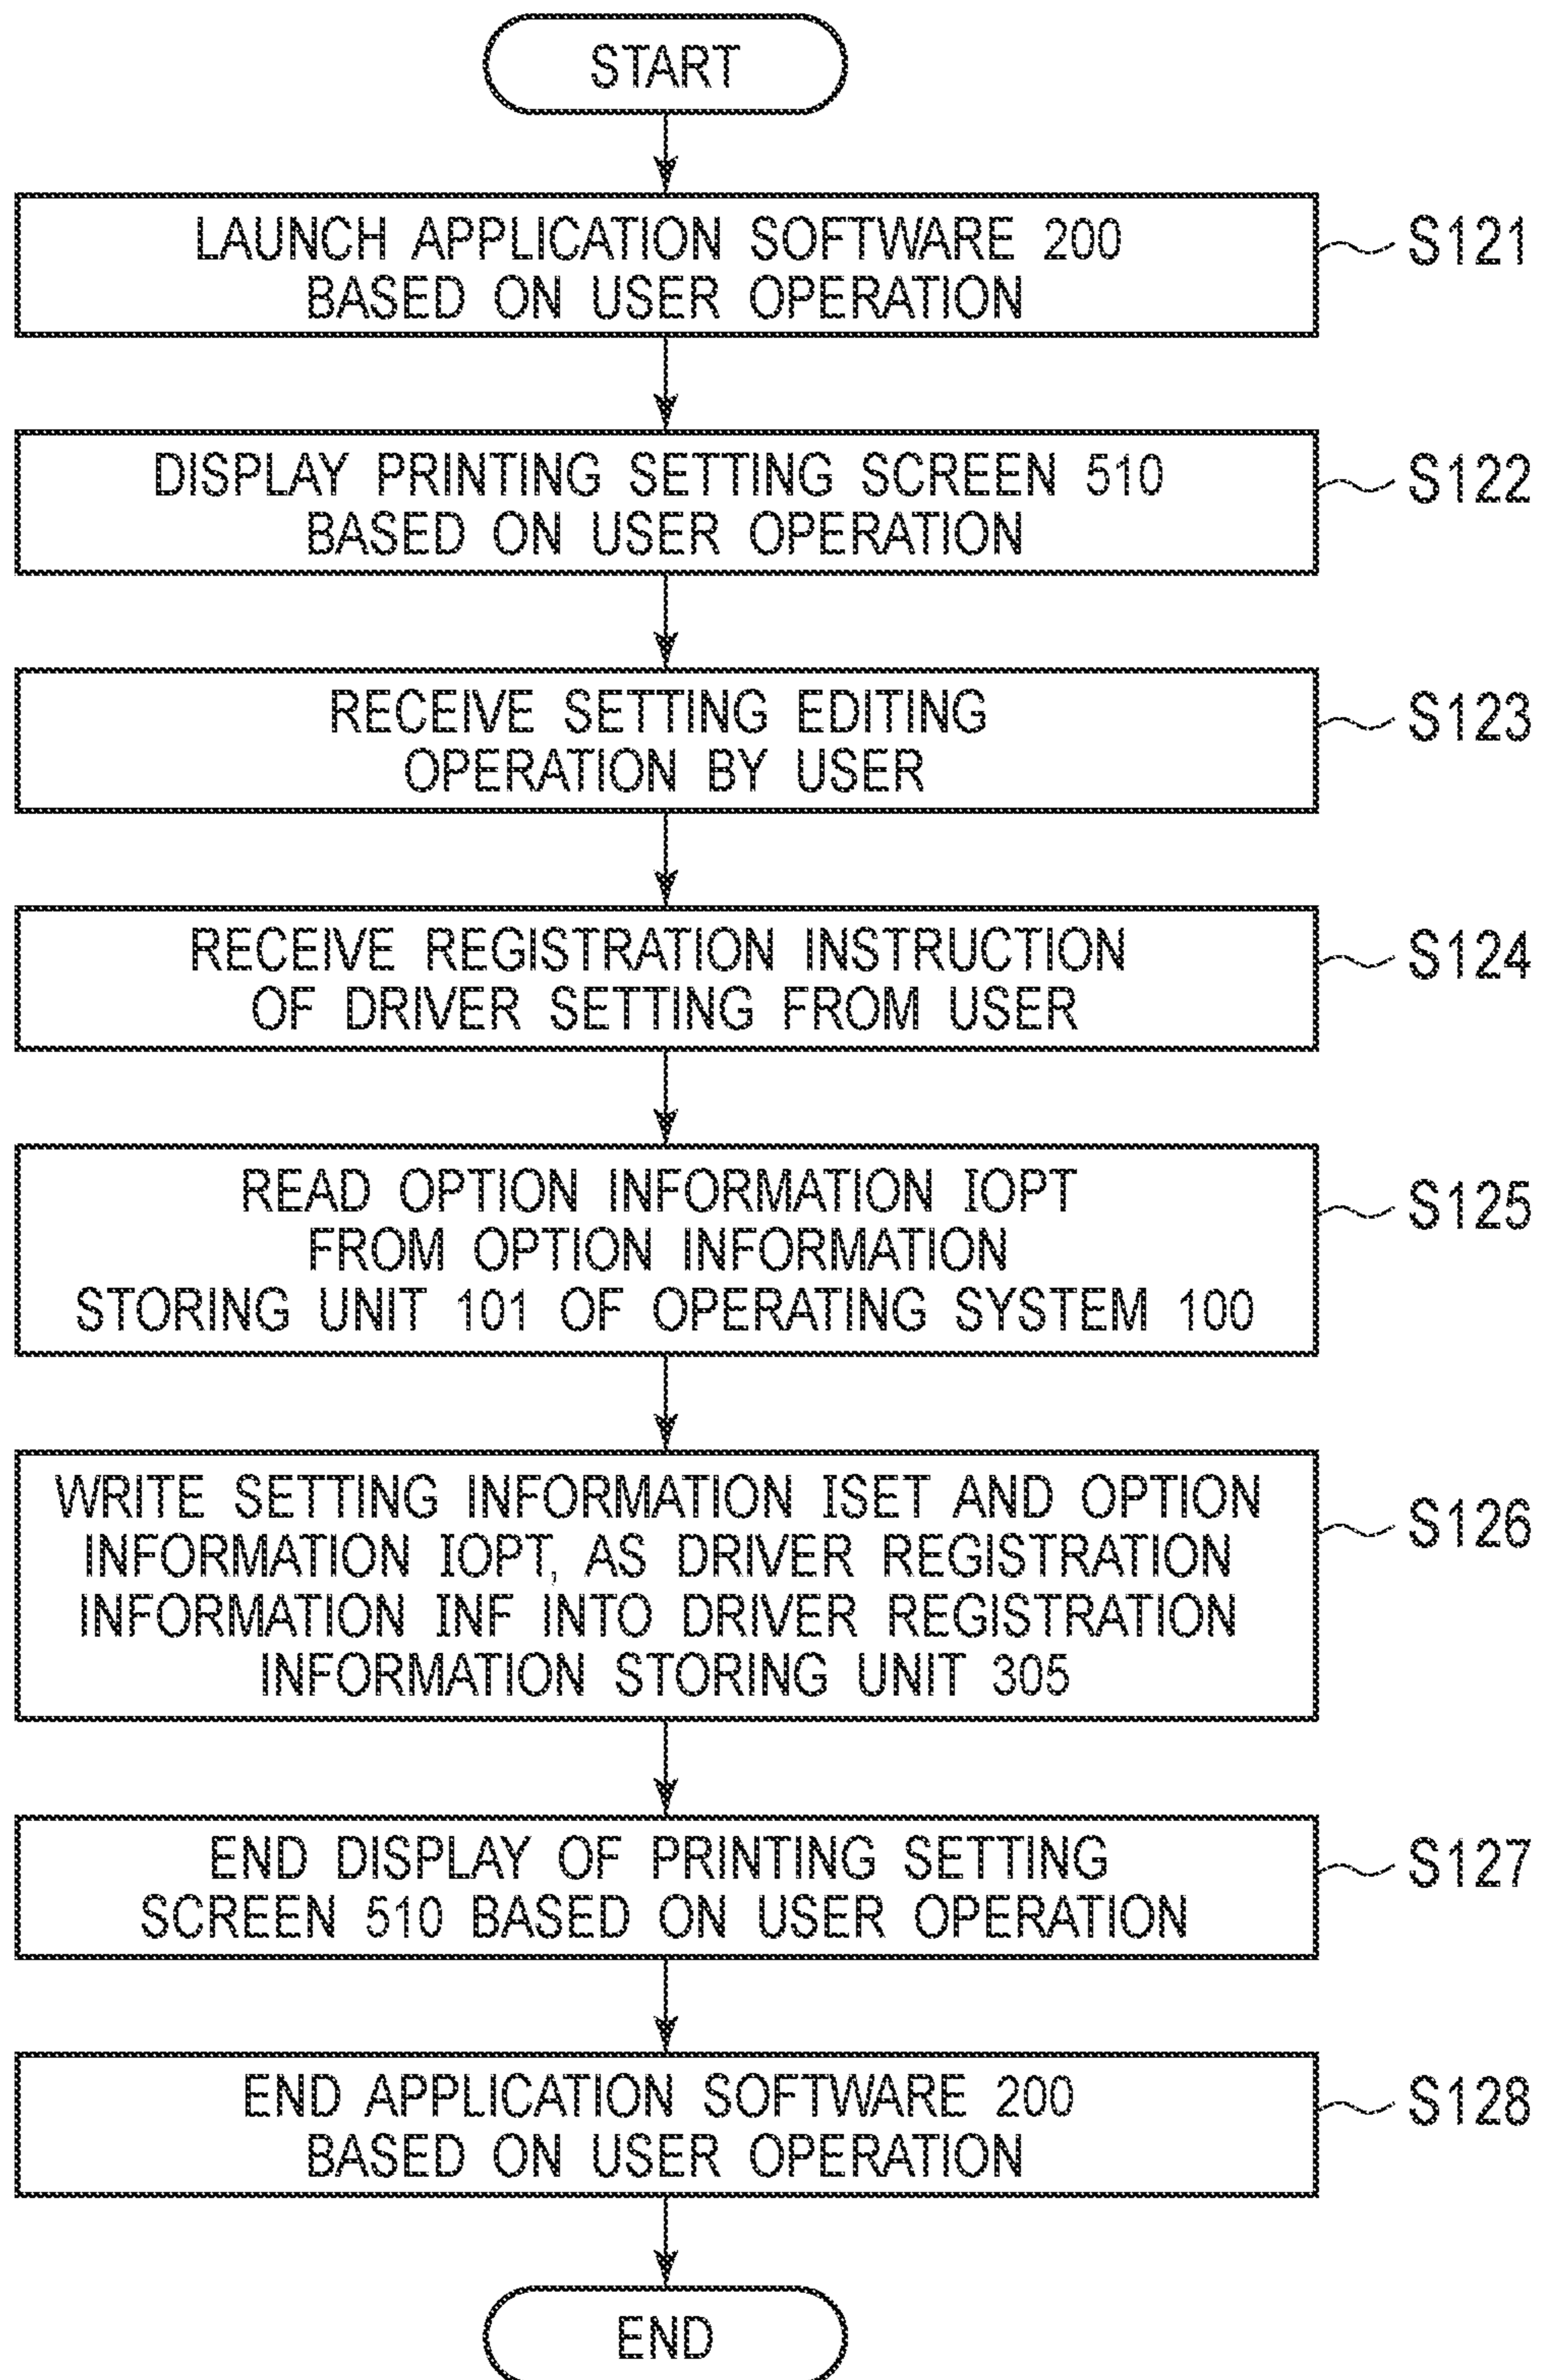 START
LAUNCH APPLICATION SOFTWARE 200
BASED ON USER OPERATION
S121
DISPLAY PRINTING SETTING SCREEN 510
BASED ON USER OPERATION
S122
RECEIVE SETTING EDITING
OPERATION BY USER
S123
RECEIVE REGISTRATION INSTRUCTION
OF DRIVER SETTING FROM USER
S124
READ OPTION INFORMATION IOPT
FROM OPTION INFORMATION
STORING UNIT 101 OF OPERATING SYSTEM 100
S125
WRITE SETTING INFORMATION ISET AND OPTION
INFORMATION IOPT, AS DRIVER REGISTRATION
INFORMATION INF INTO DRIVER REGISTRATION
INFORMATION STORING UNIT 305
S126
END DISPLAY OF PRINTING SETTING
SCREEN 510 BASED ON USER OPERATION
S127
END APPLICATION SOFTWARE 200
BASED ON USER OPERATION
S128
END